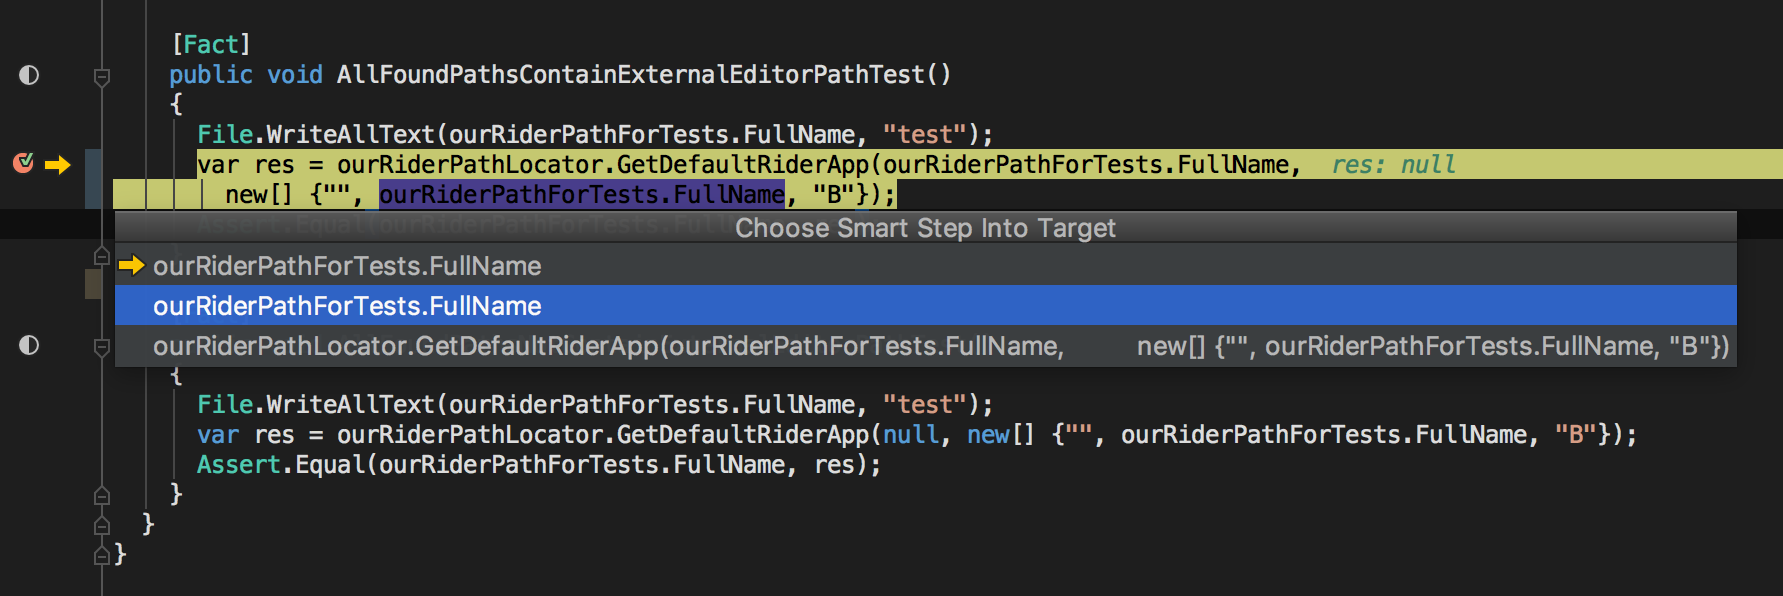 [Fact]
public void AllFoundPathsContainExternalEditorPathTest()
{
File.WriteAllText(ourRiderPathForTests.FullName, "test");
var res = ourRiderPathLocator.GetDefaultRiderApp(ourRiderPathForTests.FullName, res: null
new[] {"", ourRiderPathForTests.FullName, "B"});
Assert.Equal(ourRiderPathForTests.FullName
Choose Smart Step Into Target
ourRiderPathForTests.FullName
ourRiderPathForTests.FullName
ourRiderPathLocator.GetDefaultRiderApp(ourRiderPathForTests.FullName, new[] {"", ourRiderPathForTests.FullName, "B"})
{
File.WriteAllText(ourRiderPathForTests.FullName, "test");
var res = ourRiderPathLocator.GetDefaultRiderApp(null, new[] {"", ourRiderPathForTests.FullName, "B"});
Assert.Equal(ourRiderPathForTests.FullName, res);
}
}
}